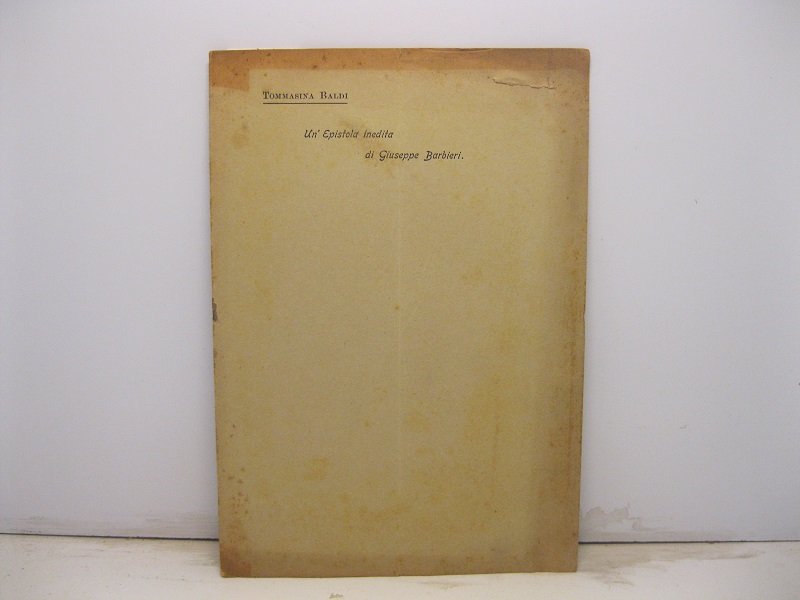 Tommasina Baldi
Un' Epistola inedita
di Giuseppe Barbieri.